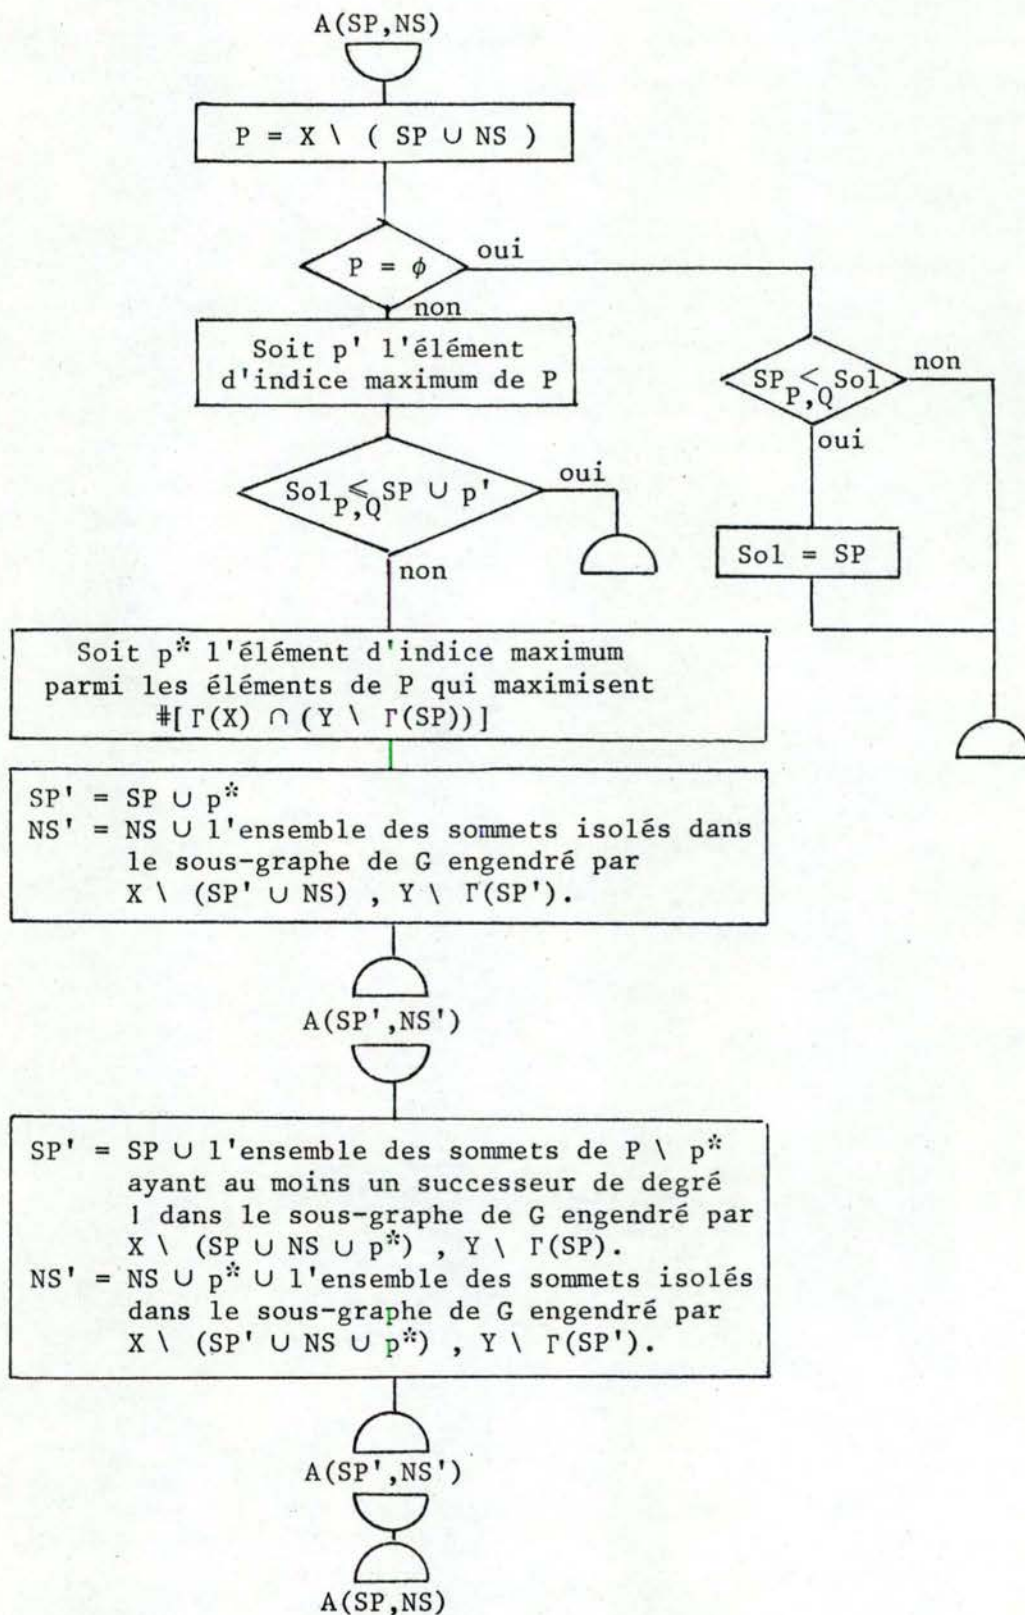 A(SP,NS)
P = X \ ( SP ∪ NS )
P = ϕ
oui
non
Soit p' l'élément
d'indice maximum de P
SP <P,Q Sol
non
oui
Sol ≤P,Q SP ∪ p'
oui
non
Sol = SP
Soit p* l'élément d'indice maximum
parmi les éléments de P qui maximisent
#[ Γ(X) ∩ (Y \ Γ(SP))]
SP' = SP ∪ p*
NS' = NS ∪ l'ensemble des sommets isolés dans
le sous-graphe de G engendré par
X \ (SP' ∪ NS) , Y \ Γ(SP').
A(SP',NS')
SP' = SP ∪ l'ensemble des sommets de P \ p*
ayant au moins un successeur de degré
1 dans le sous-graphe de G engendré par
X \ (SP ∪ NS ∪ p*) , Y \ Γ(SP).
NS' = NS ∪ p* ∪ l'ensemble des sommets isolés
dans le sous-graphe de G engendré par
X \ (SP' ∪ NS ∪ p*) , Y \ Γ(SP').
A(SP',NS')
A(SP,NS)